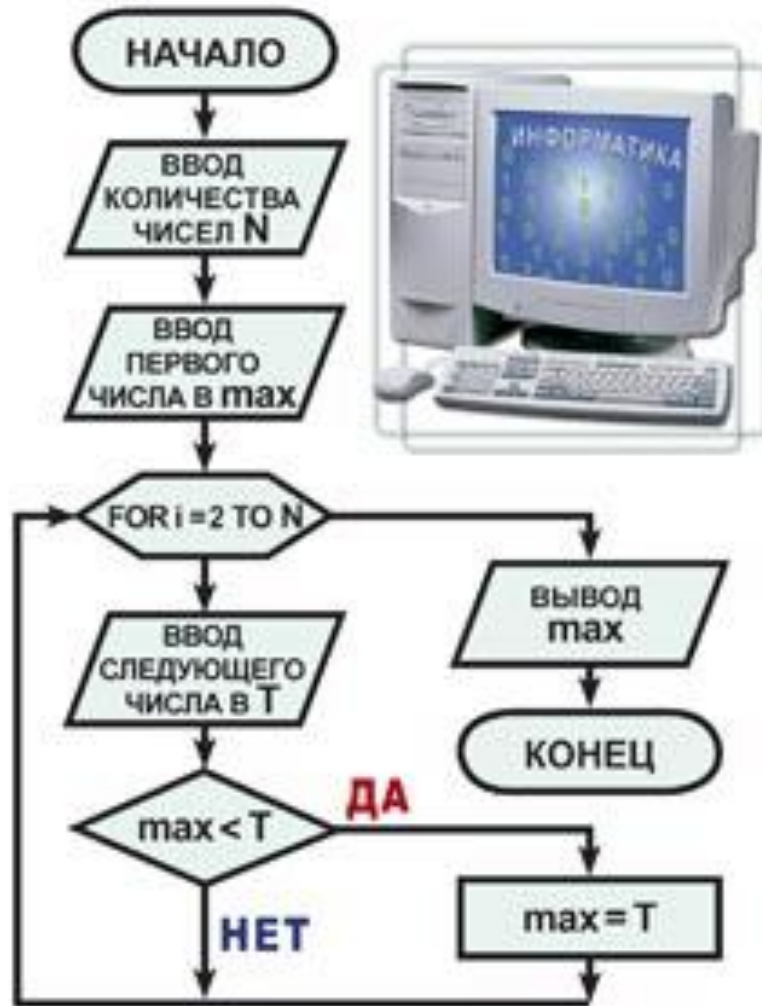 НАЧАЛО
ВВОД
КОЛИЧЕСТВА
ЧИСЕЛ N
ИНФОРМАТИКА
ВВОД
ПЕРВОГО
ЧИСЛА В max
FOR i = 2 TO N
ВВОД
СЛЕДУЮЩЕГО
ЧИСЛА В T
ВЫВОД
max
КОНЕЦ
max < T
ДА
НЕТ
max = T